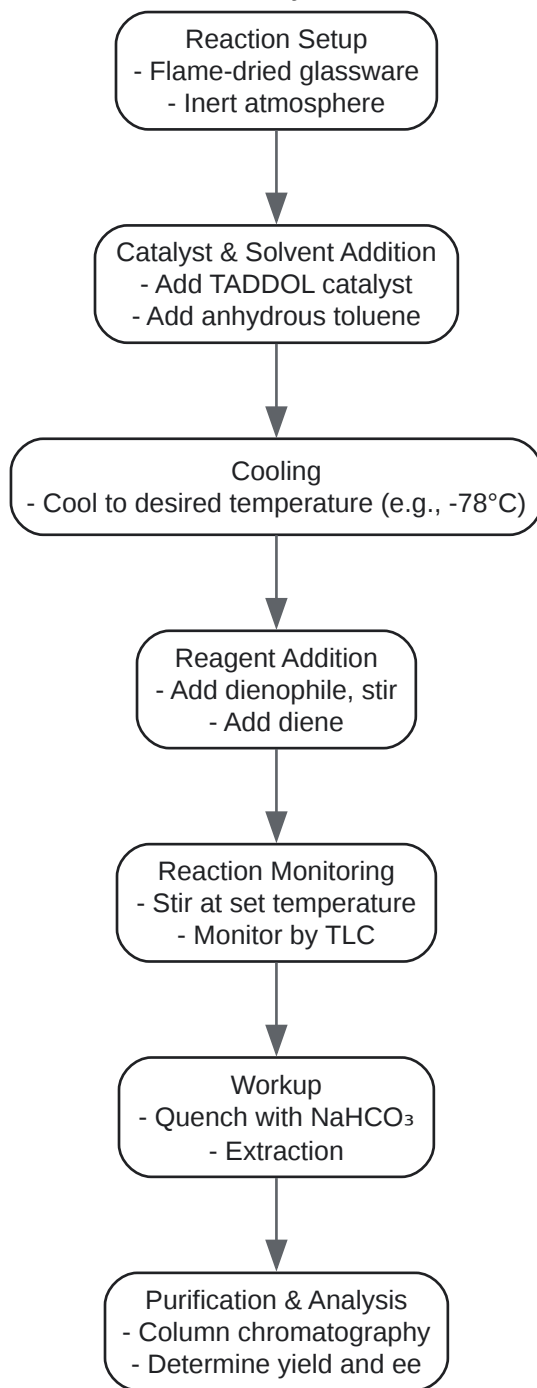 Reaction Setup
- Flame-dried glassware
- Inert atmosphere
Catalyst & Solvent Addition
- Add TADDOL catalyst
- Add anhydrous toluene
Cooling
- Cool to desired temperature (e.g., -78°C)
Reagent Addition
- Add dienophile, stir
- Add diene
Reaction Monitoring
- Stir at set temperature
- Monitor by TLC
Workup
- Quench with NaHCO₃
- Extraction
Purification & Analysis
- Column chromatography
- Determine yield and ee